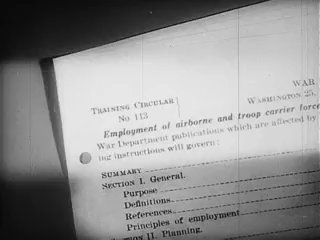 TRAINING CIRCULAR
No 113
WAR
WASHINGTON 25,
Employment of airborne and troop carrier force
War Department publications which are affected by
ing instructions will govern:
SUMMARY
SECTION I. General.
Purpose
Definitions
References
Principles of employment
II. Planning.